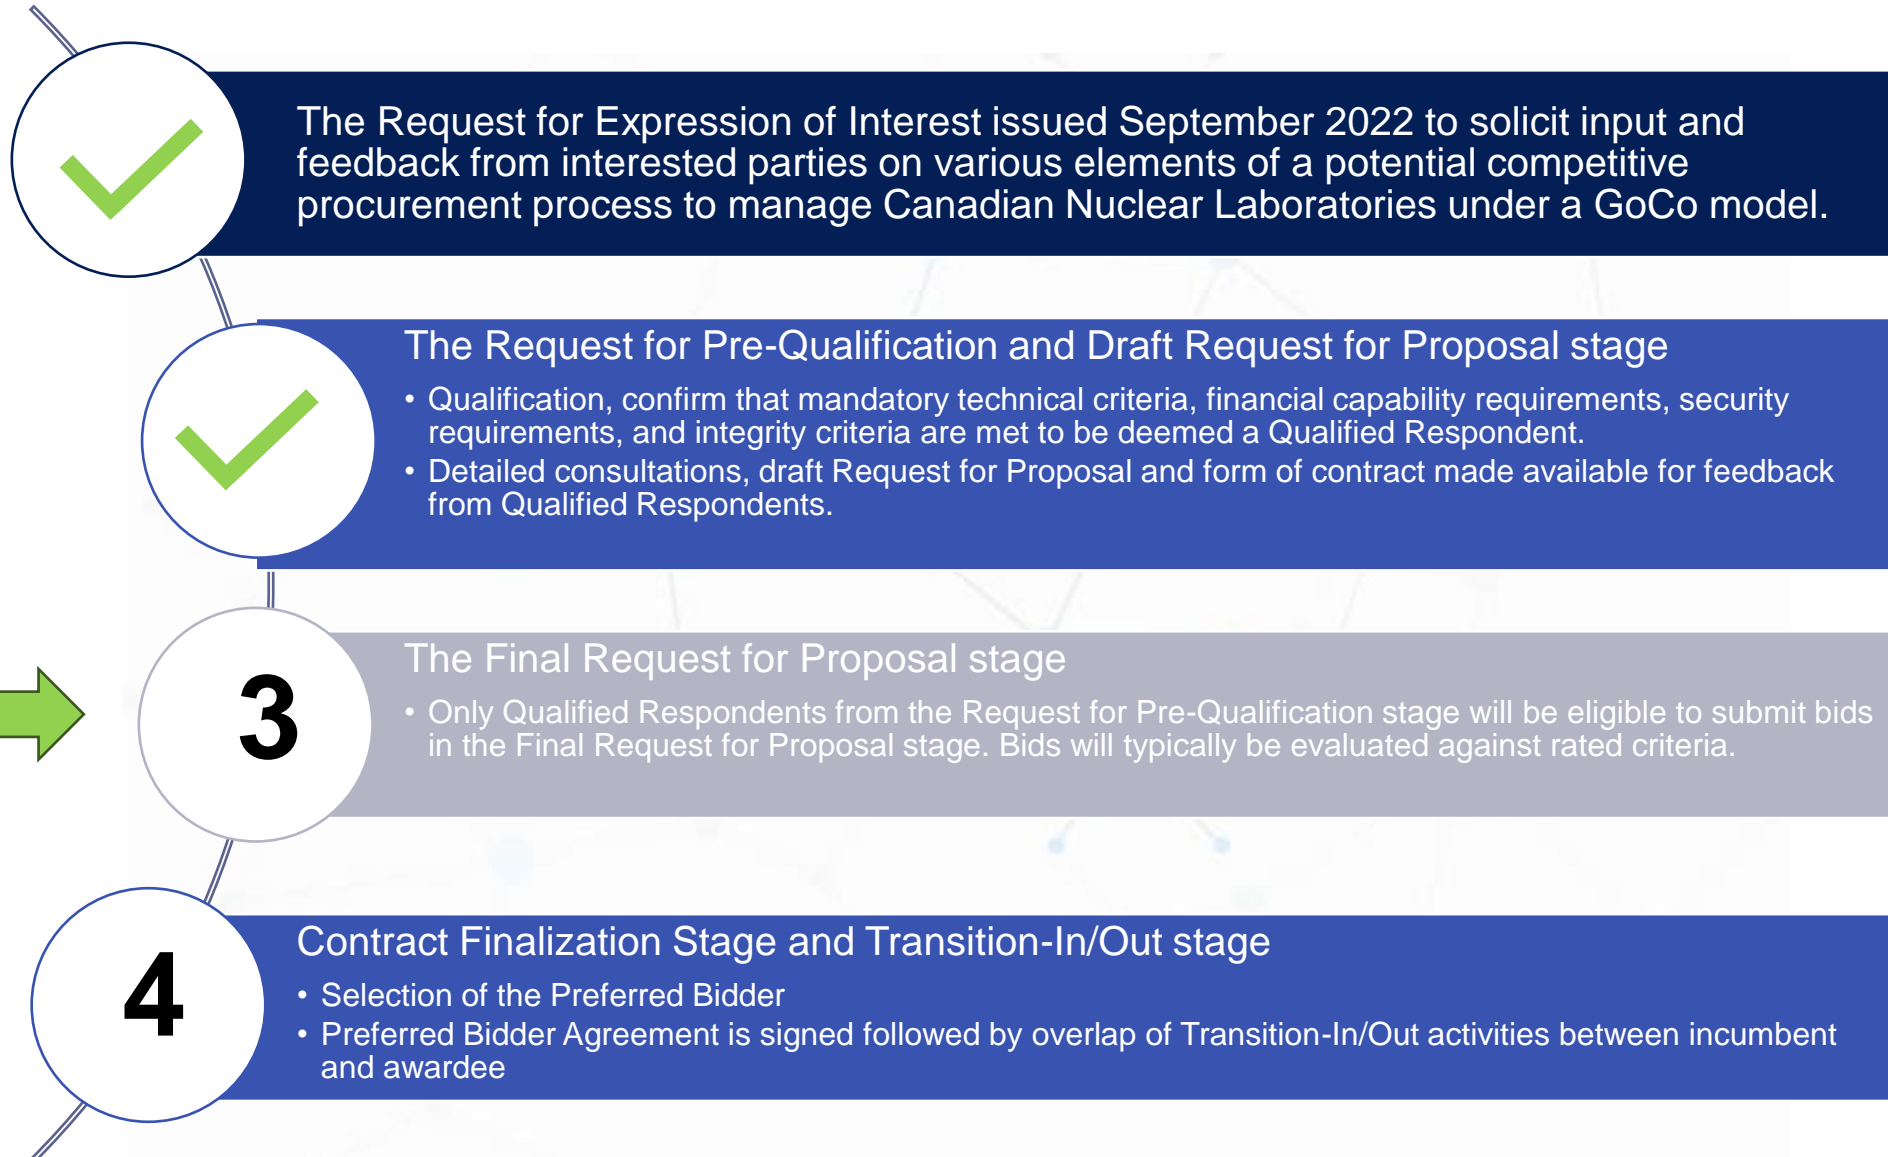 The Request for Expression of Interest issued September 2022 to solicit input and
feedback from interested parties on various elements of a potential competitive
procurement process to manage Canadian Nuclear Laboratories under a GoCo model.
The Request for Pre-Qualification and Draft Request for Proposal stage
• Qualification, confirm that mandatory technical criteria, financial capability requirements, security
requirements, and integrity criteria are met to be deemed a Qualified Respondent.
• Detailed consultations, draft Request for Proposal and form of contract made available for feedback
from Qualified Respondents.
3
The Final Request for Proposal stage
• Only Qualified Respondents from the Request for Pre-Qualification stage will be eligible to submit bids
in the Final Request for Proposal stage. Bids will typically be evaluated against rated criteria.
4
Contract Finalization Stage and Transition-In/Out stage
• Selection of the Preferred Bidder
• Preferred Bidder Agreement is signed followed by overlap of Transition-In/Out activities between incumbent
and awardee